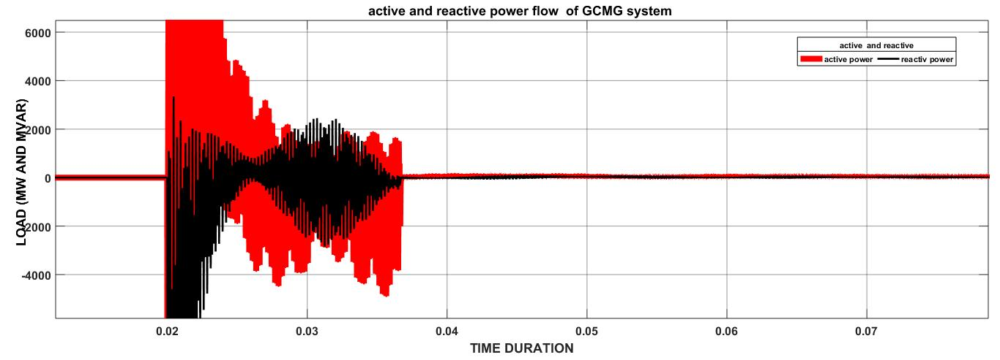 active and reactive power flow of GCMG system
6000
4000
2000
0
-2000
-4000
LOAD (MW AND MVAR)
active and reactive
active power reactiv power
0.02 0.03 0.04 0.05 0.06 0.07
TIME DURATION